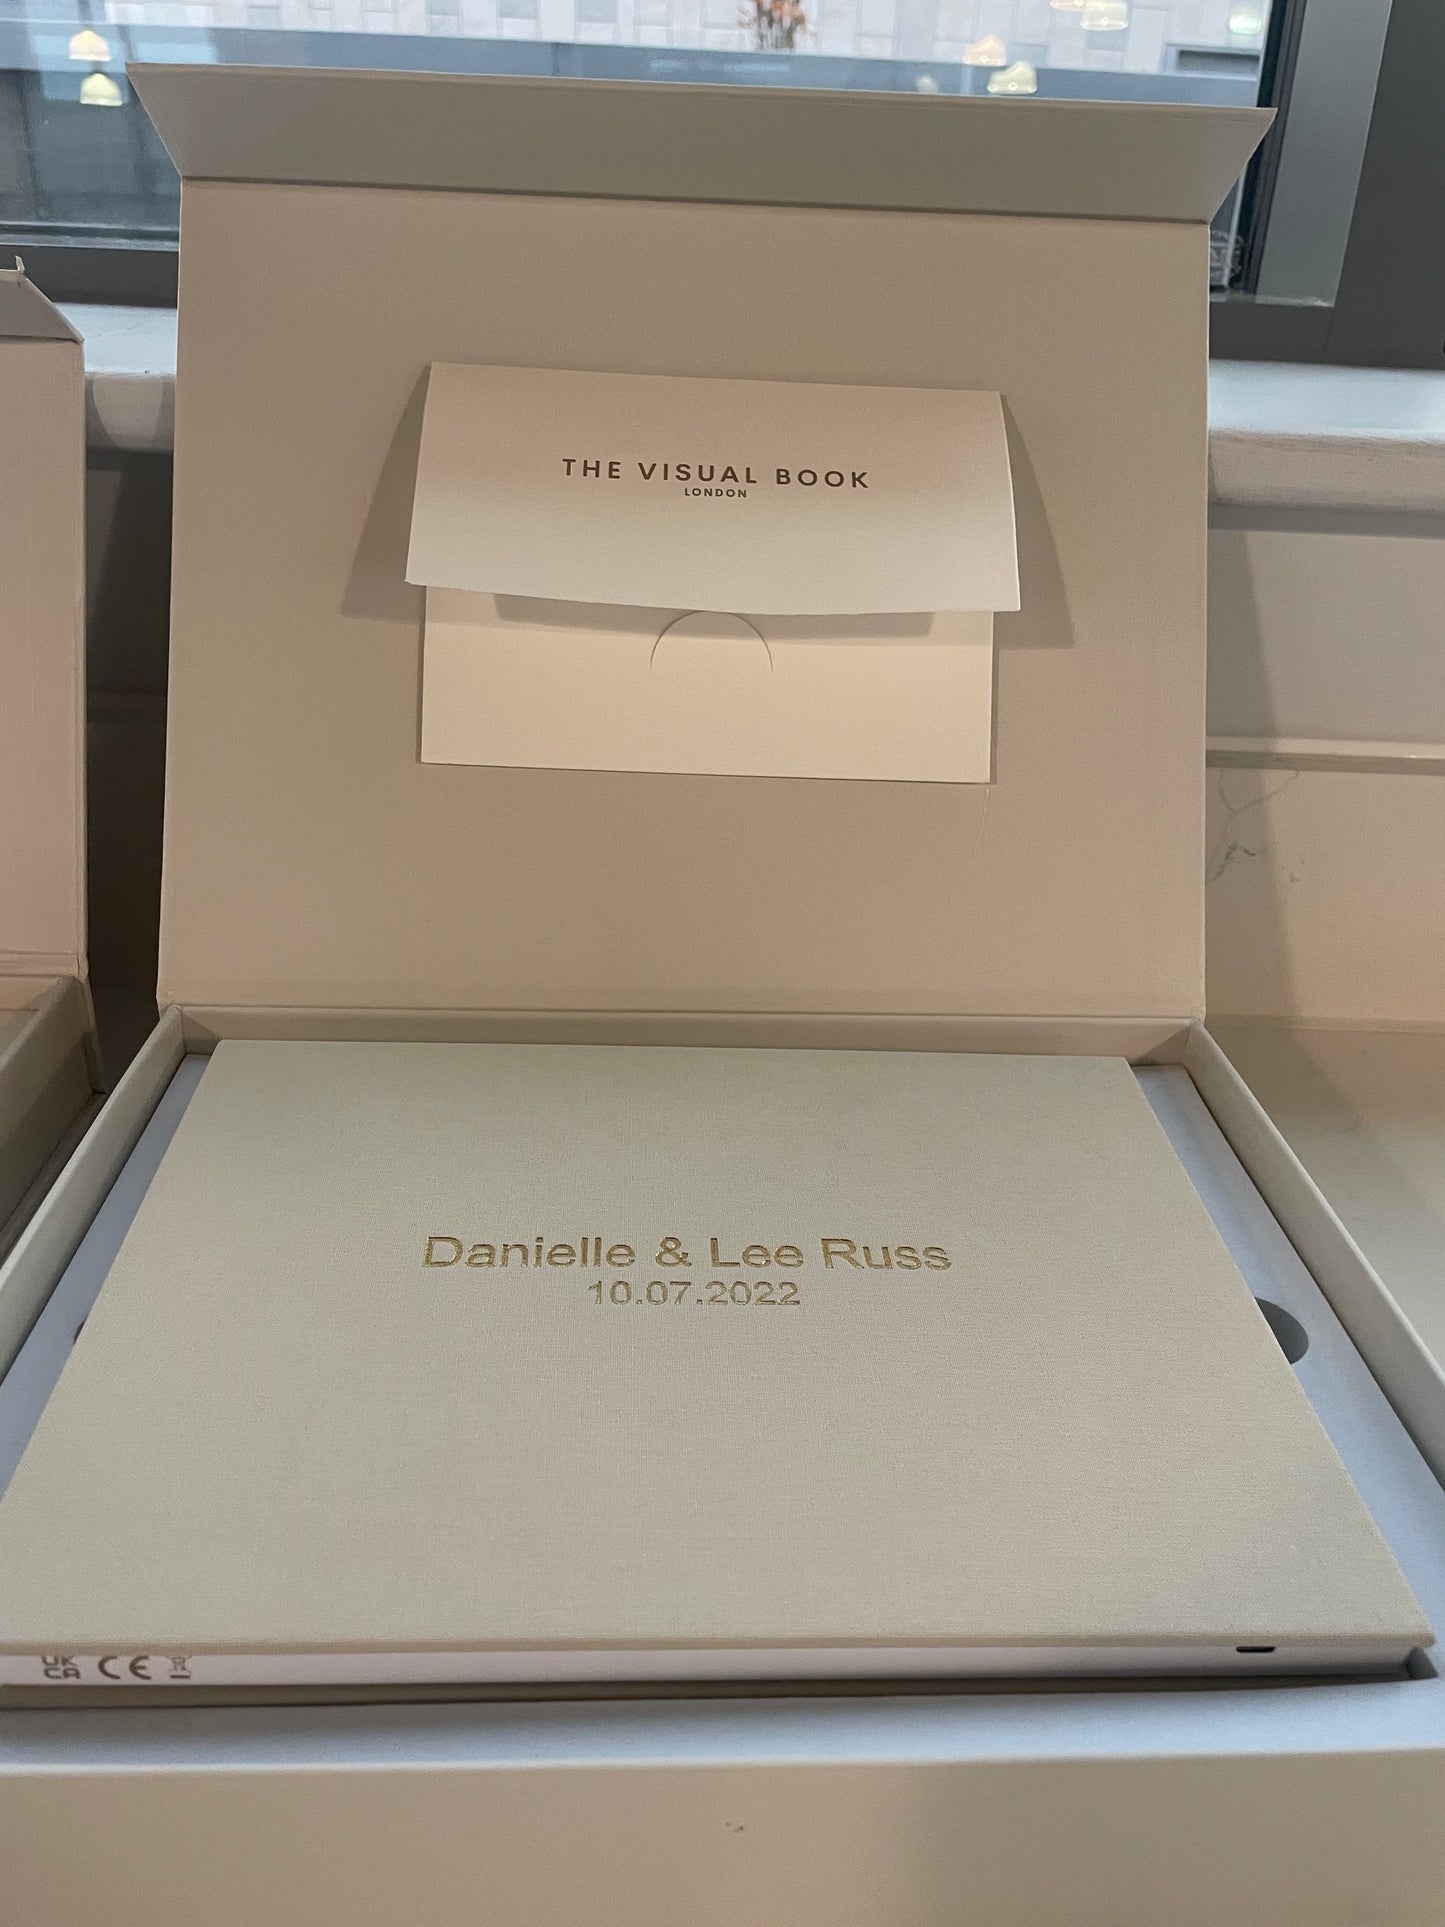 THE VISUAL BOOK
LONDON
Danielle & Lee Russ
10.07.2022
UK
CA CE